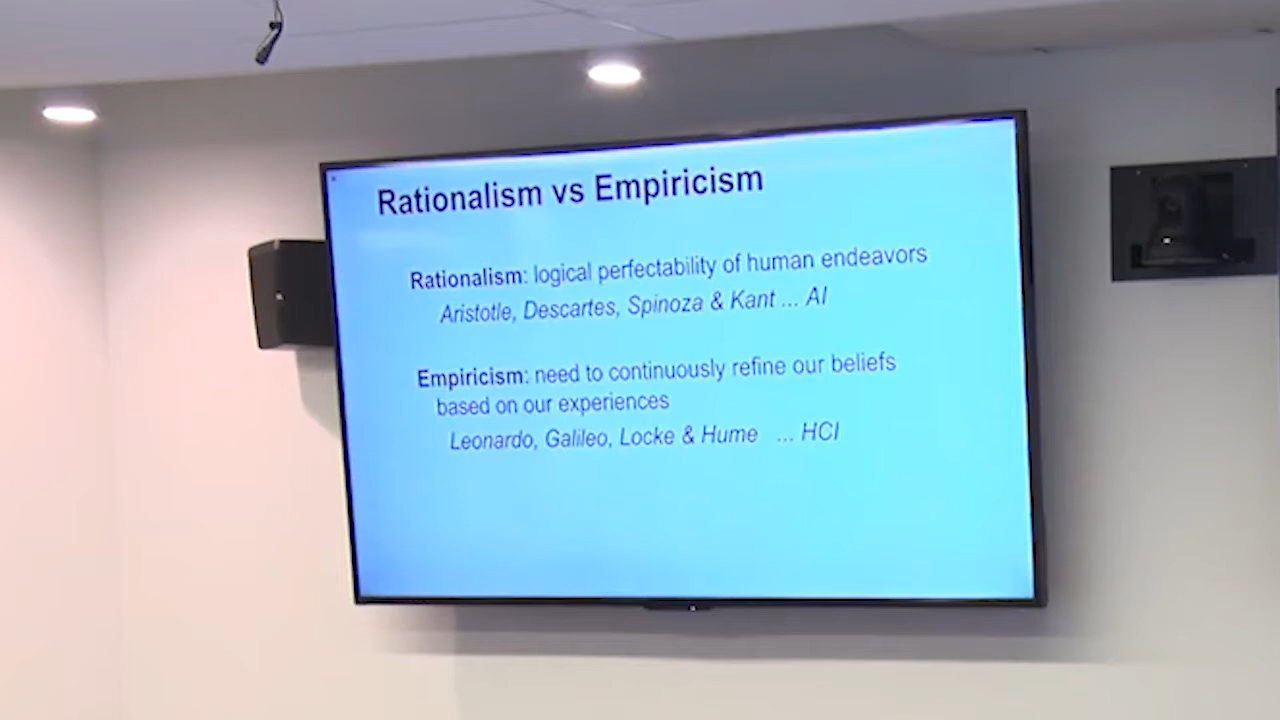 Rationalism vs Empiricism
Rationalism: logical perfectability of human endeavors
Aristotle, Descartes, Spinoza & Kant ... AI
Empiricism: need to continuously refine our beliefs
based on our experiences
Leonardo, Galileo, Locke & Hume ... HCI